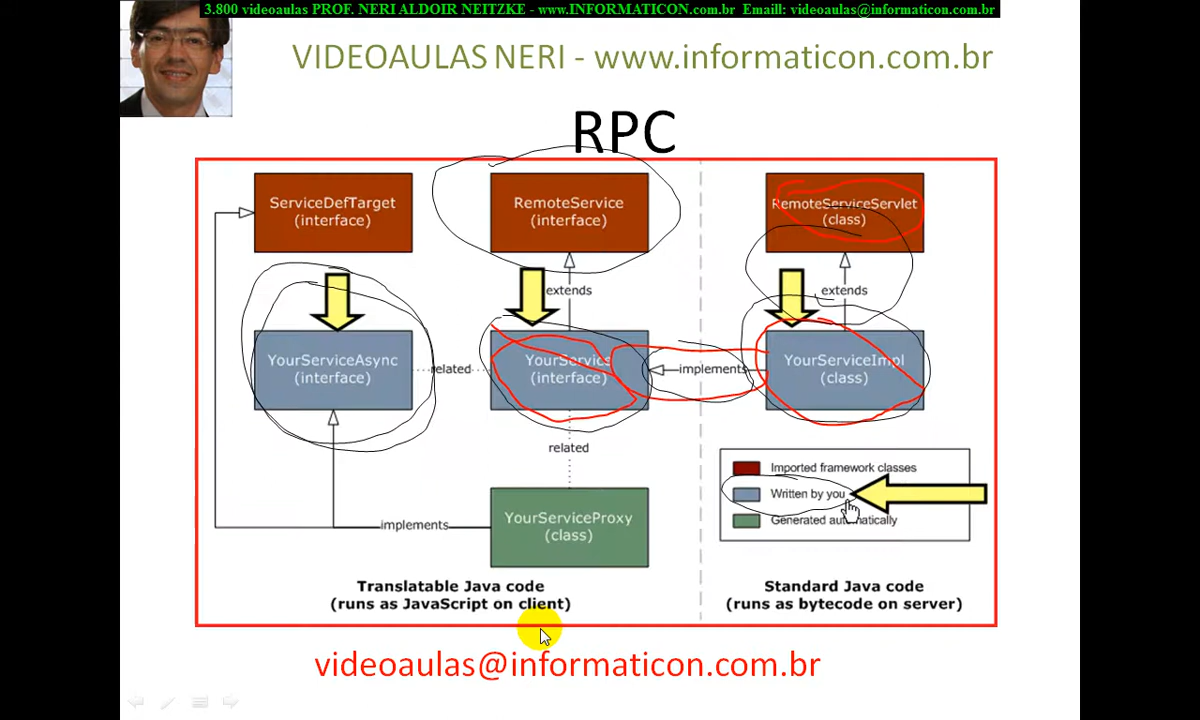 3.800 videoaulas PROF. NERI ALDOIR NEITZKE - www.INFORMATICON.com.br Emaill: videoaulas@informaticon.com.br
VIDEOAULAS NERI - www.informaticon.com.br
RPC
ServiceDefTarget
(interface)
RemoteService
(interface)
RemoteServiceServlet
(class)
extends
extends
YourServiceAsync
(interface)
related
YourService
(interface)
implements
YourServiceImpl
(class)
related
Imported framework classes
Written by you
Generated automatically
implements
YourServiceProxy
(class)
Translatable Java code
(runs as JavaScript on client)
Standard Java code
(runs as bytecode on server)
videoaulas@informaticon.com.br